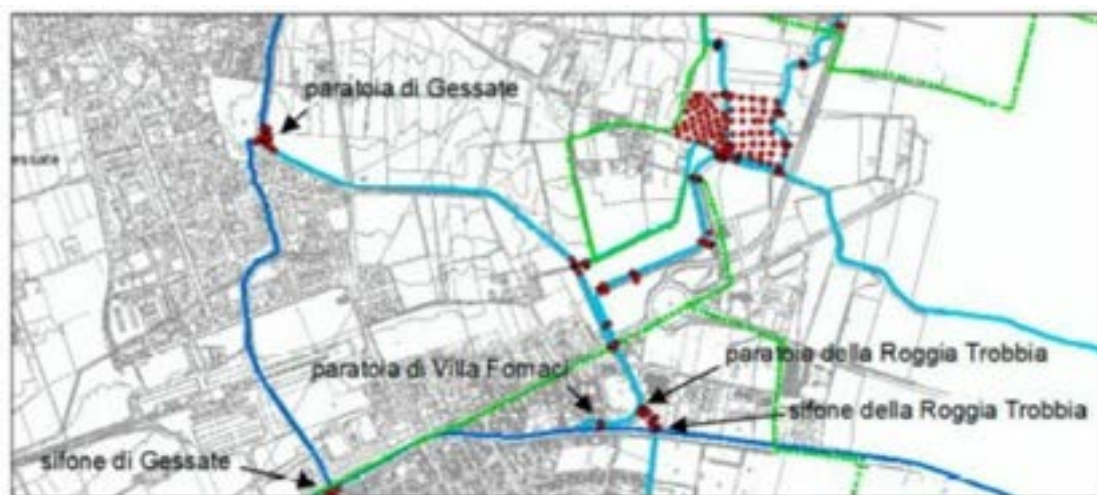 paratoia di Gessate
essate
paratoia di Villa Fornaci
paratoia della Roggia Trobbia
sifone della Roggia Trobbia
sifone di Gessate